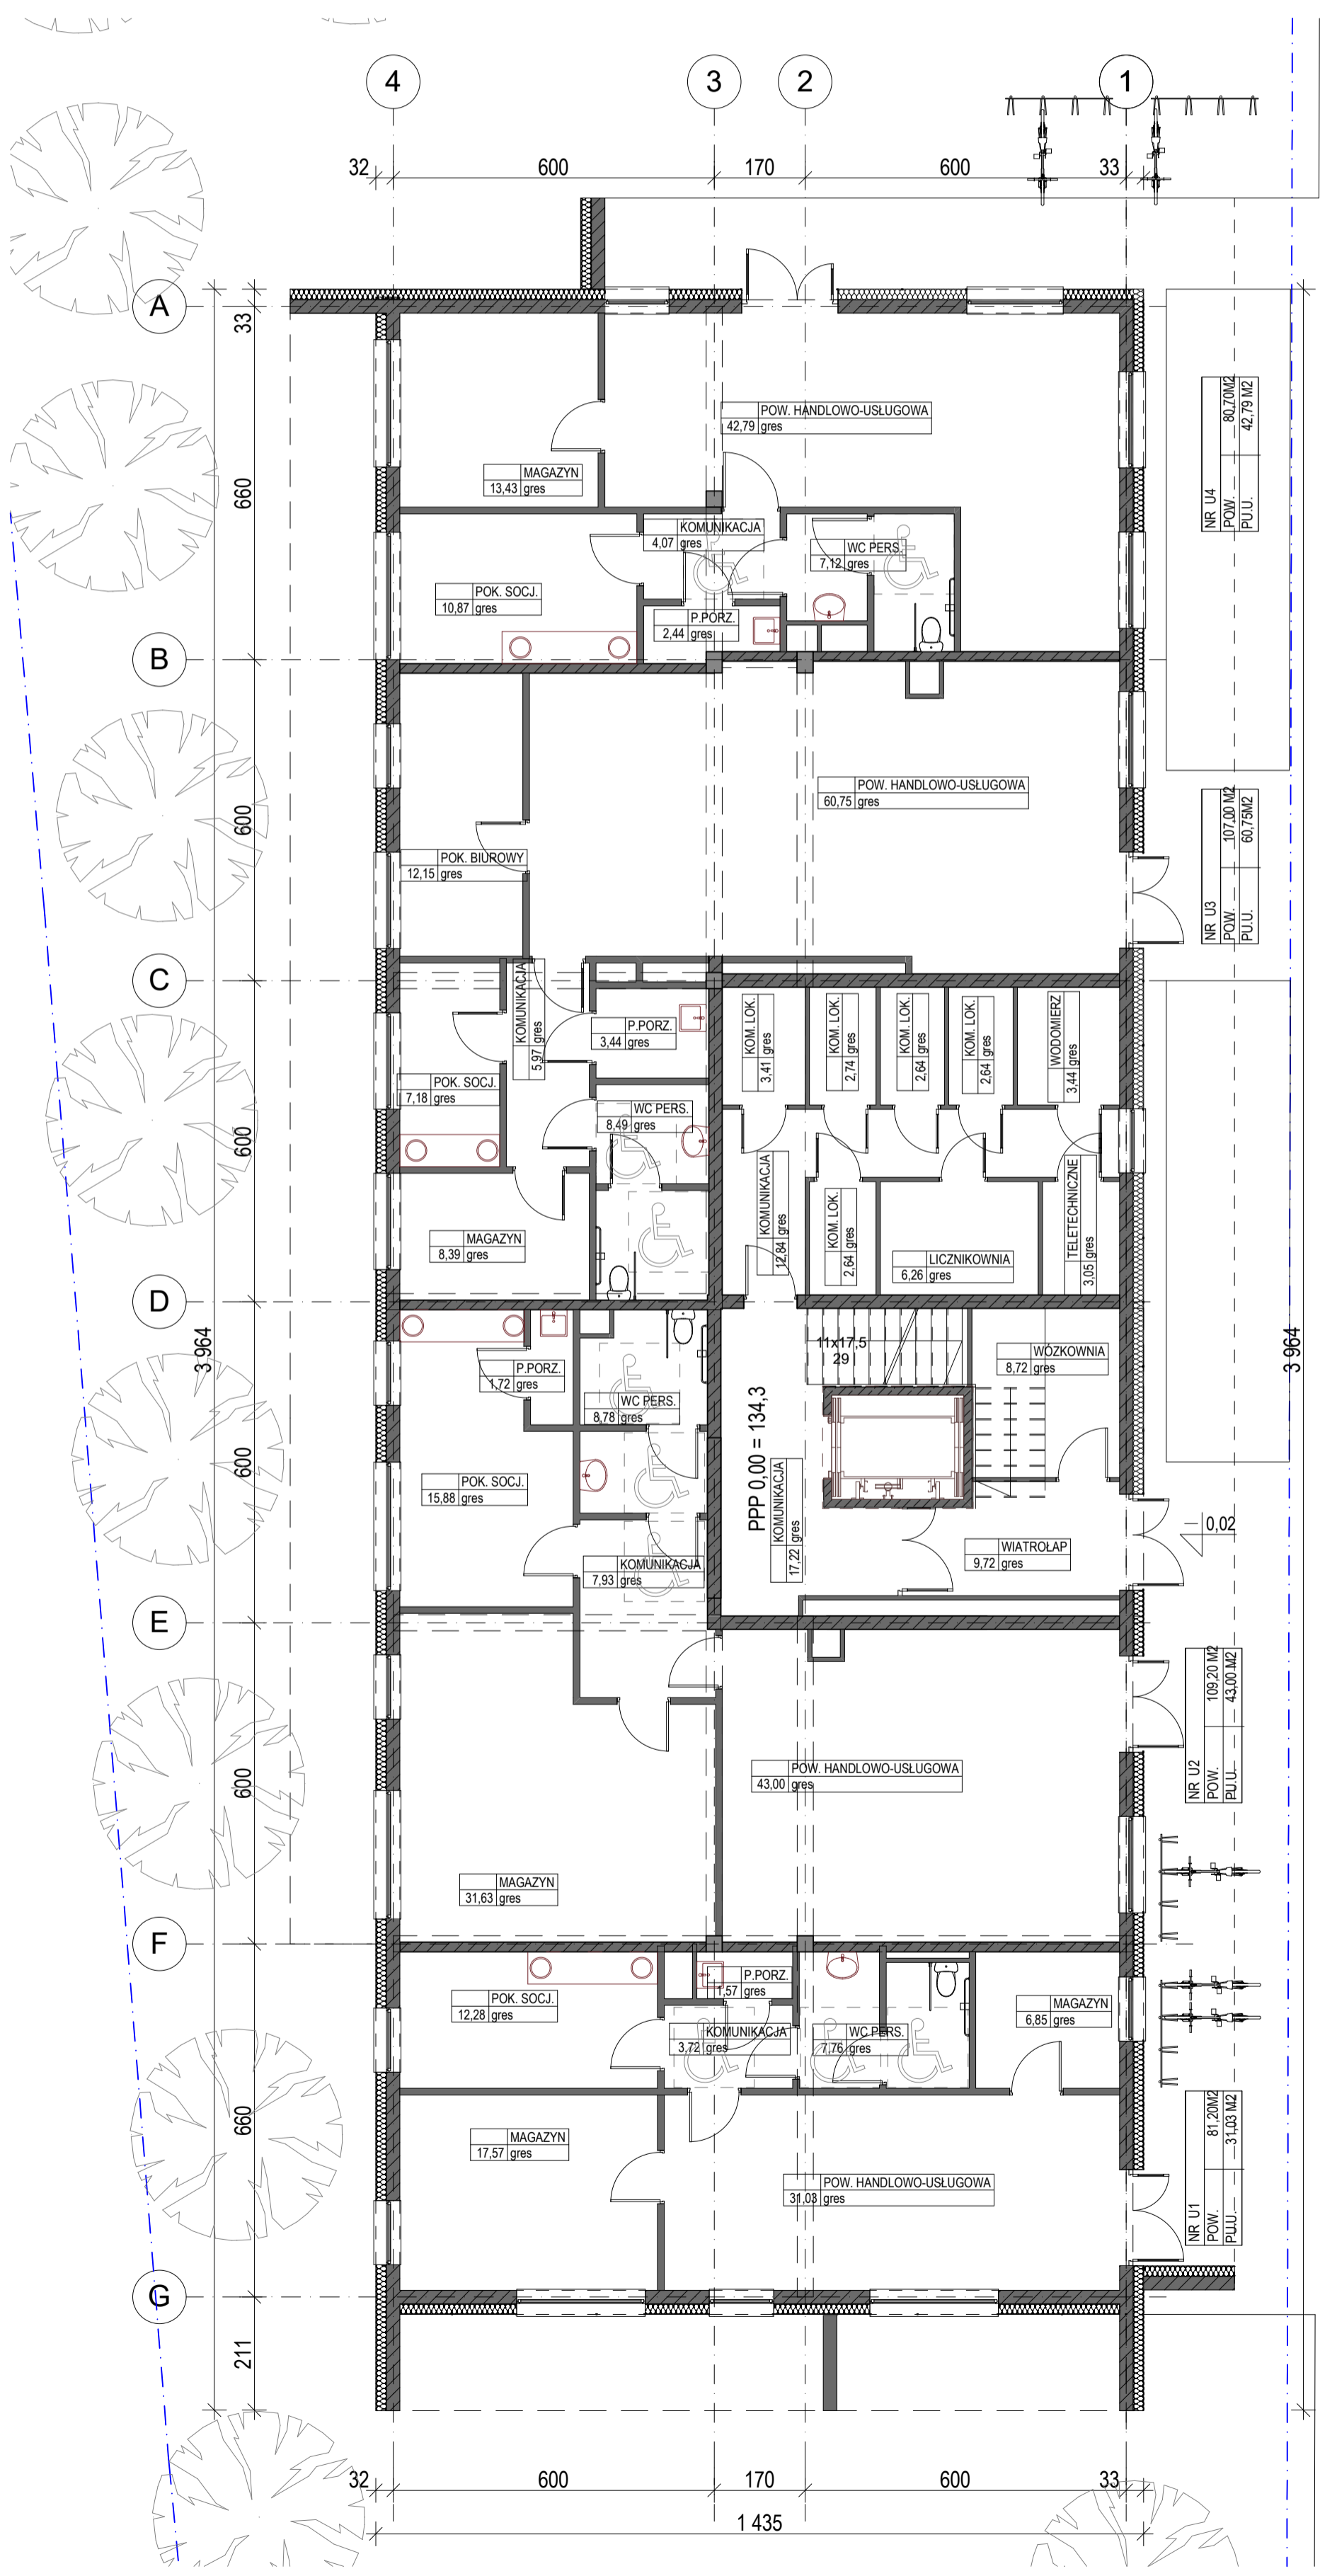 4
3
2
1
32
600
170
600
33
A
33
660
POW. HANDLOWO-USŁUGOWA
42,79 gres
NR U4
POW. 80,70M2
PU.U. 42,79 M2
MAGAZYN
13,43 gres
KOMUNIKACJA
4,07 gres
WC PERS.
7,12 gres
POK. SOCJ.
10,87 gres
P.PORZ.
2,44 gres
B
600
POW. HANDLOWO-USŁUGOWA
60,75 gres
NR U3
POW. 107,00 M2
PU.U. 60,75M2
POK. BIUROWY
12,15 gres
C
KOMUNIKACJA
5,97 gres
P.PORZ.
3,44 gres
KOM. LOK.
3,41 gres
KOM. LOK.
2,74 gres
KOM. LOK.
2,64 gres
KOM. LOK.
2,64 gres
WODOMIERZ
3,44 gres
POK. SOCJ.
7,18 gres
WC PERS.
8,49 gres
600
KOMUNIKACJA
12,84 gres
KOM. LOK.
2,64 gres
LICZNIKOWNIA
6,26 gres
TELETECHNICZNE
3,05 gres
MAGAZYN
8,39 gres
D
3 964
3 964
11x17,5
29
WÓZKOWNIA
8,72 gres
P.PORZ.
1,72 gres
WC PERS.
8,78 gres
PPP 0,00 = 134,3
600
POK. SOCJ.
15,88 gres
KOMUNIKACJA
17,22 gres
0,02
WIATROŁAP
9,72 gres
KOMUNIKACJA
7,93 gres
E
600
POW. HANDLOWO-USŁUGOWA
43,00 gres
NR U2
POW. 109,20 M2
PU.U. 43,00 M2
MAGAZYN
31,63 gres
F
POK. SOCJ.
12,28 gres
P.PORZ.
1,57 gres
KOMUNIKACJA
3,72 gres
WC PERS.
7,76 gres
MAGAZYN
6,85 gres
660
MAGAZYN
17,57 gres
POW. HANDLOWO-USŁUGOWA
31,03 gres
NR U1
POW. 81,20M2
PU.U. 31,03 M2
G
211
32
600
170
600
33
1 435